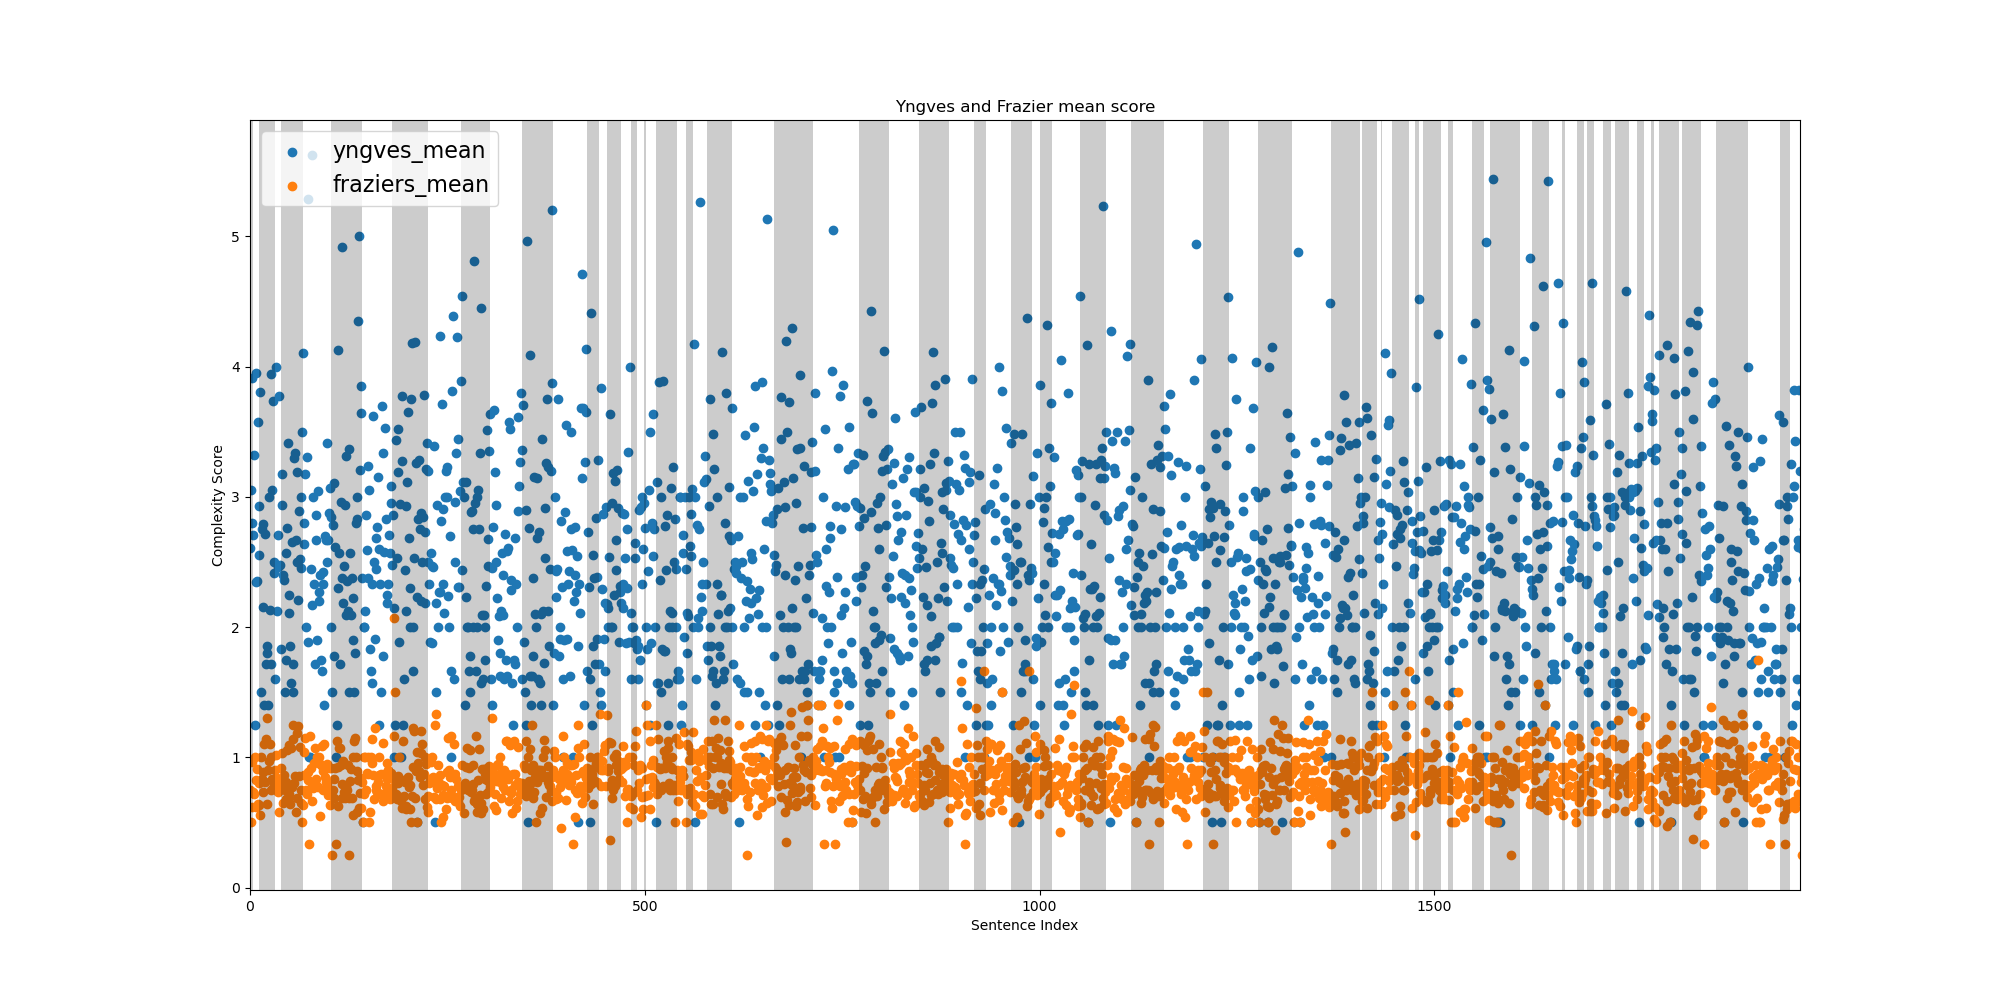 Yngves and Frazier mean score
yngves_mean
fraziers_mean
Complexity Score
5
4
3
2
1
0
0 500 1000 1500
Sentence Index